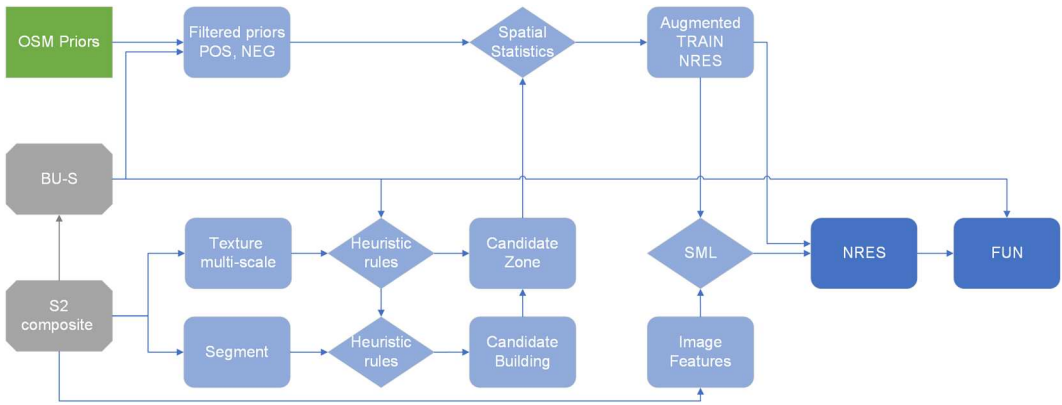 OSM Priors
Filtered priors
POS, NEG
Spatial
Statistics
Augmented
TRAIN
NRES
BU-S
Texture
multi-scale
Heuristic
rules
Candidate
Zone
SML
NRES
FUN
S2
composite
Segment
Heuristic
rules
Candidate
Building
Image
Features